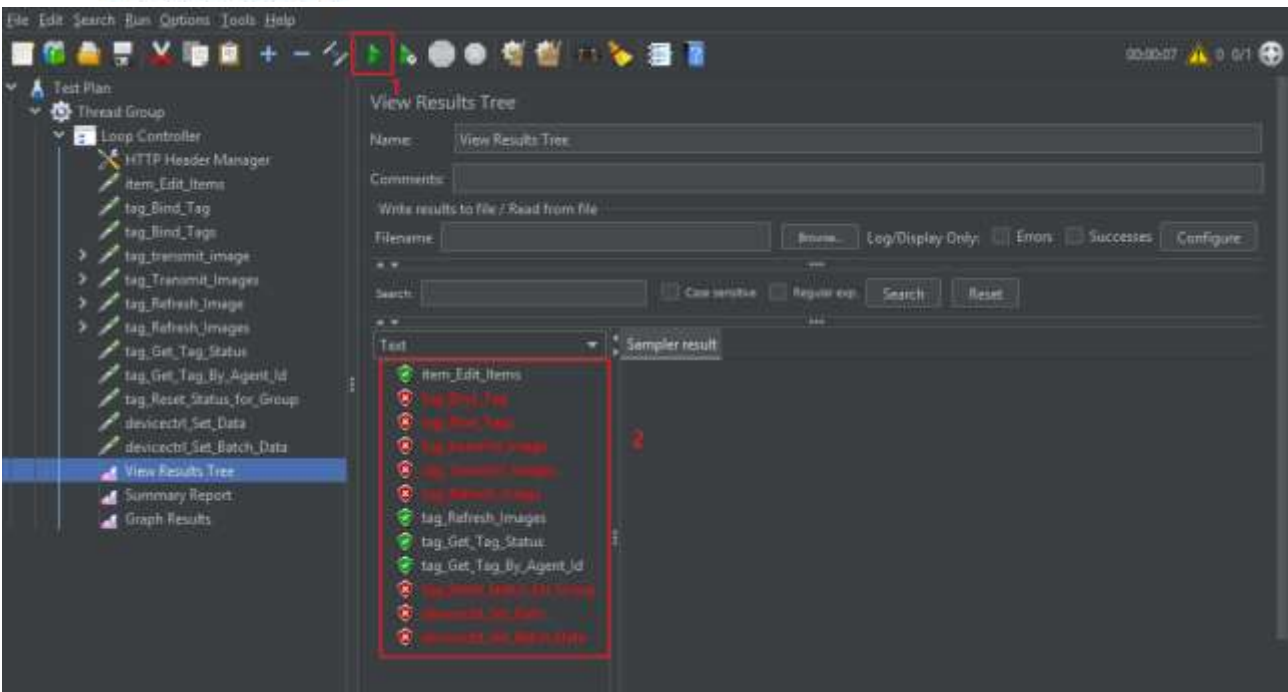 File Edit Search Run Options Tools Help
00:00:07 0 0/1
Test Plan
Thread Group
Loop Controller
HTTP Header Manager
item_Edit_Items
tag_Bind_Tag
tag_Bind_Tags
tag_transmit_image
tag_Transmit_Images
tag_Refresh_Image
tag_Refresh_Images
tag_Get_Tag_Status
tag_Get_Tag_By_Agent_Id
tag_Reset_Status_for_Group
devicectrl_Set_Data
devicectrl_Set_Batch_Data
View Results Tree
Summary Report
Graph Results
1
View Results Tree
Name: View Results Tree
Comments:
Write results to file / Read from file
Filename Browse... Log/Display Only: Errors Successes Configure
Search: Case sensitive Regular exp. Search Reset
Text
Sampler result
item_Edit_Items
tag_Bind_Tag
tag_Bind_Tags
tag_Refresh_Images
tag_Get_Tag_Status
tag_Get_Tag_By_Agent_Id
2